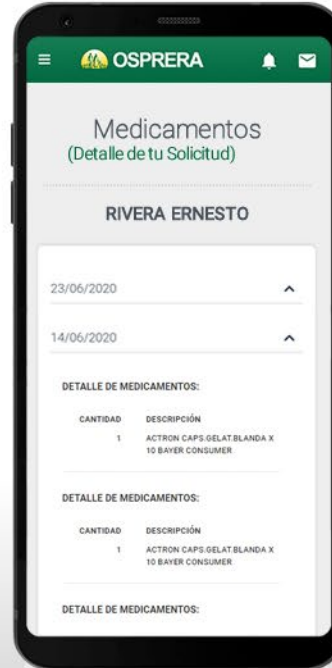 OSPRERA
Medicamentos
(Detalle de tu Solicitud)
RIVERA ERNESTO
23/06/2020
14/06/2020
DETALLE DE MEDICAMENTOS:
CANTIDAD DESCRIPCIÓN
1 ACTRON CAPS.GELAT.BLANDA X
10 BAYER CONSUMER
DETALLE DE MEDICAMENTOS:
CANTIDAD DESCRIPCIÓN
1 ACTRON CAPS.GELAT.BLANDA X
10 BAYER CONSUMER
DETALLE DE MEDICAMENTOS: